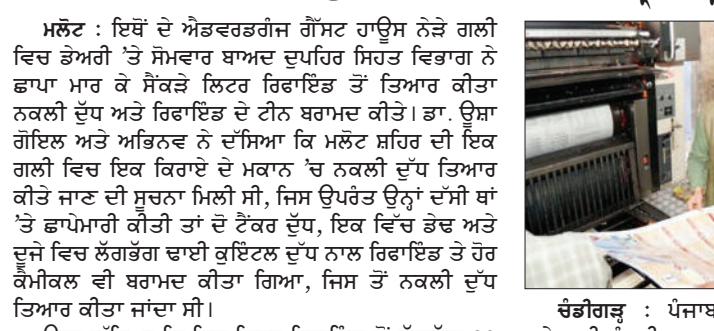 ਮਲੋਟ : ਇਥੋਂ ਦੇ ਐਡਵਰਡਗੰਜ ਗੈੱਸਟ ਹਾਊਸ ਨੇੜੇ ਗਲੀ
ਵਿਚ ਡੇਅਰੀ ’ਤੇ ਸੋਮਵਾਰ ਬਾਅਦ ਦੁਪਹਿਰ ਸਿਹਤ ਵਿਭਾਗ ਨੇ
ਛਾਪਾ ਮਾਰ ਕੇ ਸੈਂਕੜੇ ਲਿਟਰ ਰਿਫਾਇੰਡ ਤੋਂ ਤਿਆਰ ਕੀਤਾ
ਨਕਲੀ ਦੁੱਧ ਅਤੇ ਰਿਫਾਇੰਡ ਦੇ ਟੀਨ ਬਰਾਮਦ ਕੀਤੇ। ਡਾ. ਊਸ਼ਾ
ਗੋਇਲ ਅਤੇ ਅਭਿਨਵ ਨੇ ਦੱਸਿਆ ਕਿ ਮਲੋਟ ਸ਼ਹਿਰ ਦੀ ਇਕ
ਗਲੀ ਵਿਚ ਇਕ ਕਿਰਾਏ ਦੇ ਮਕਾਨ ’ਚ ਨਕਲੀ ਦੁੱਧ ਤਿਆਰ
ਕੀਤੇ ਜਾਣ ਦੀ ਸੂਚਨਾ ਮਿਲੀ ਸੀ, ਜਿਸ ਉਪਰੰਤ ਉਨ੍ਹਾਂ ਦੱਸੀ ਥਾਂ
’ਤੇ ਛਾਪੇਮਾਰੀ ਕੀਤੀ ਤਾਂ ਦੋ ਟੈਂਕਰ ਦੁੱਧ, ਇਕ ਵਿੱਚ ਡੇਢ ਅਤੇ
ਦੂਜੇ ਵਿਚ ਲੱਗਭੱਗ ਢਾਈ ਕੁਇੰਟਲ ਦੁੱਧ ਨਾਲ ਰਿਫਾਇੰਡ ਤੇ ਹੋਰ
ਕੈਮੀਕਲ ਵੀ ਬਰਾਮਦ ਕੀਤਾ ਗਿਆ, ਜਿਸ ਤੋਂ ਨਕਲੀ ਦੁੱਧ
ਤਿਆਰ ਕੀਤਾ ਜਾਂਦਾ ਸੀ।
ਚੰਡੀਗੜ੍ਹ : ਪੰਜਾਬ